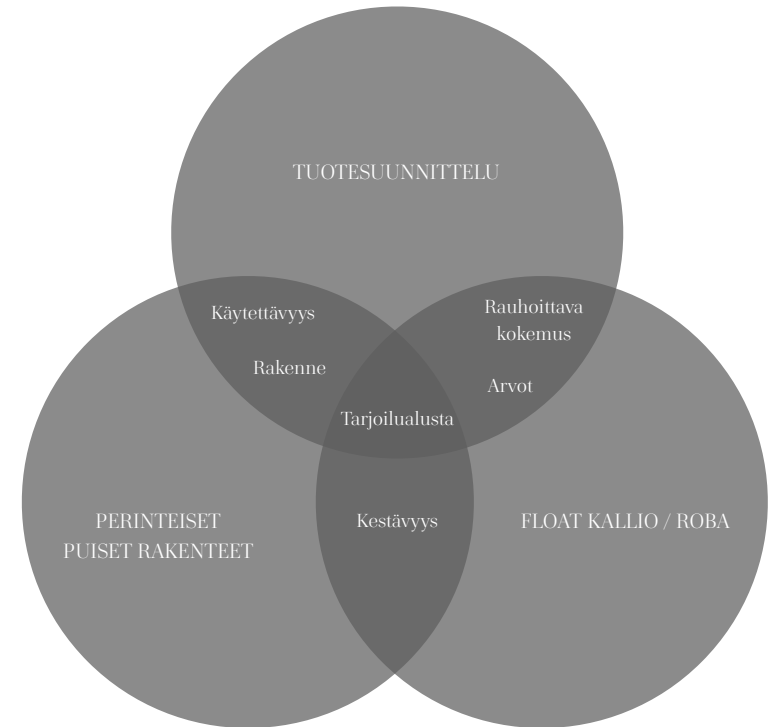 TUOTESUUNNITTELU
Käytettävyys
Rakenne
Rauhoittava
kokemus
Arvot
Tarjoilualusta
PERINTEISET
PUISET RAKENTEET
Kestävyys
FLOAT KALLIO / ROBA